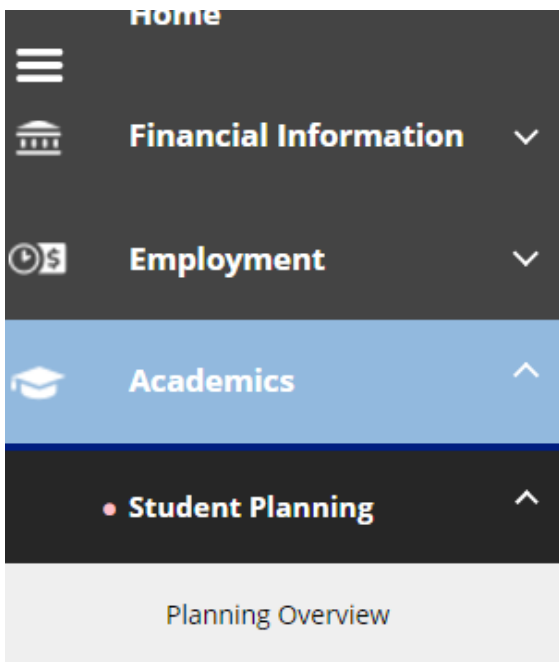 Home
Financial Information
$
Employment
Academics
Student Planning
Planning Overview